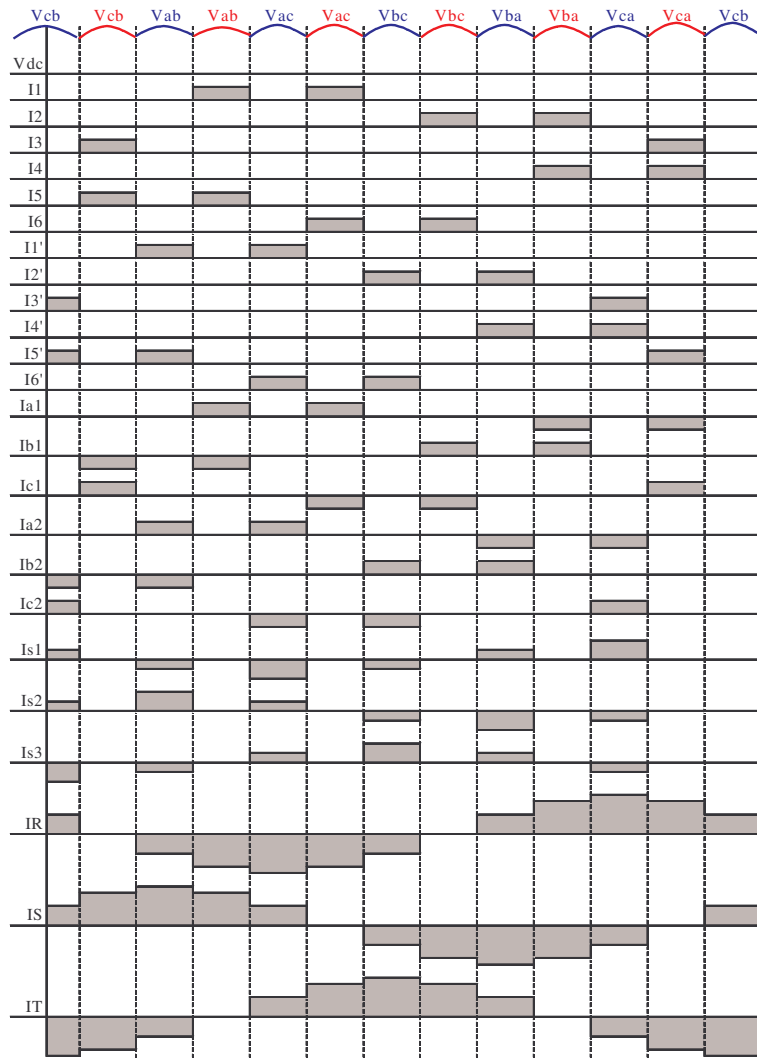 Vcb Vcb Vab Vab Vac Vac Vbc Vbc Vba Vba Vca Vca Vcb
Vdc
I1
I2
I3
I4
I5
I6
I1'
I2'
I3'
I4'
I5'
I6'
Ia1
Ib1
Ic1
Ia2
Ib2
Ic2
Is1
Is2
Is3
IR
IS
IT